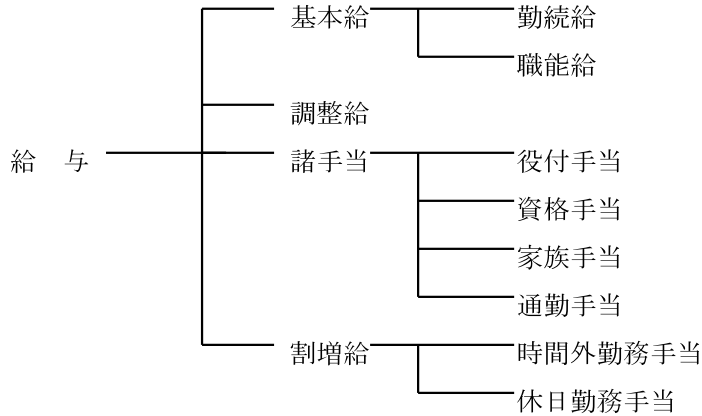 基本給
勤続給
職能給
調整給
給 与
諸手当
役付手当
資格手当
家族手当
通勤手当
割増給
時間外勤務手当
休日勤務手当